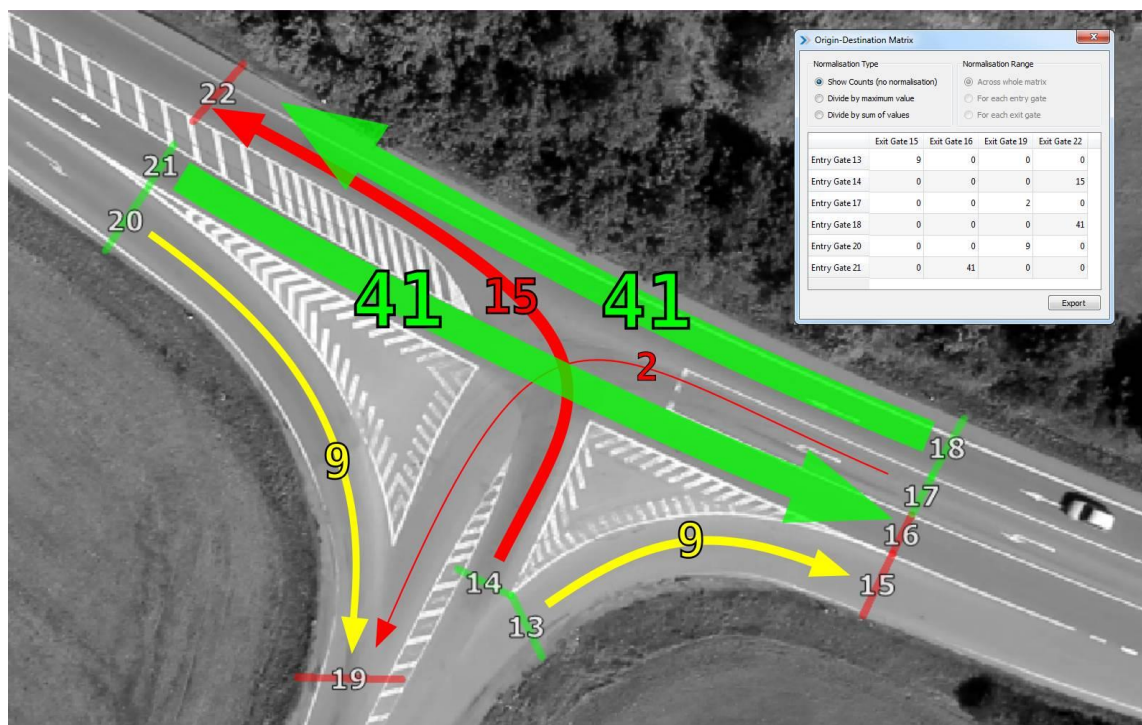 Origin-Destination Matrix
Normalisation Type
Normalisation Range
Show Counts (no normalisation)
Across whole matrix
Divide by maximum value
For each entry gate
Divide by sum of values
For each exit gate
Exit Gate 15 Exit Gate 16 Exit Gate 19 Exit Gate 22
Entry Gate 13 9 0 0 0
Entry Gate 14 0 0 0 15
Entry Gate 17 0 0 2 0
Entry Gate 18 0 0 0 41
Entry Gate 20 0 0 9 0
Entry Gate 21 0 41 0 0
Export
22
21
20
41
15
41
2
9
18
17
16
9
15
14
13
19